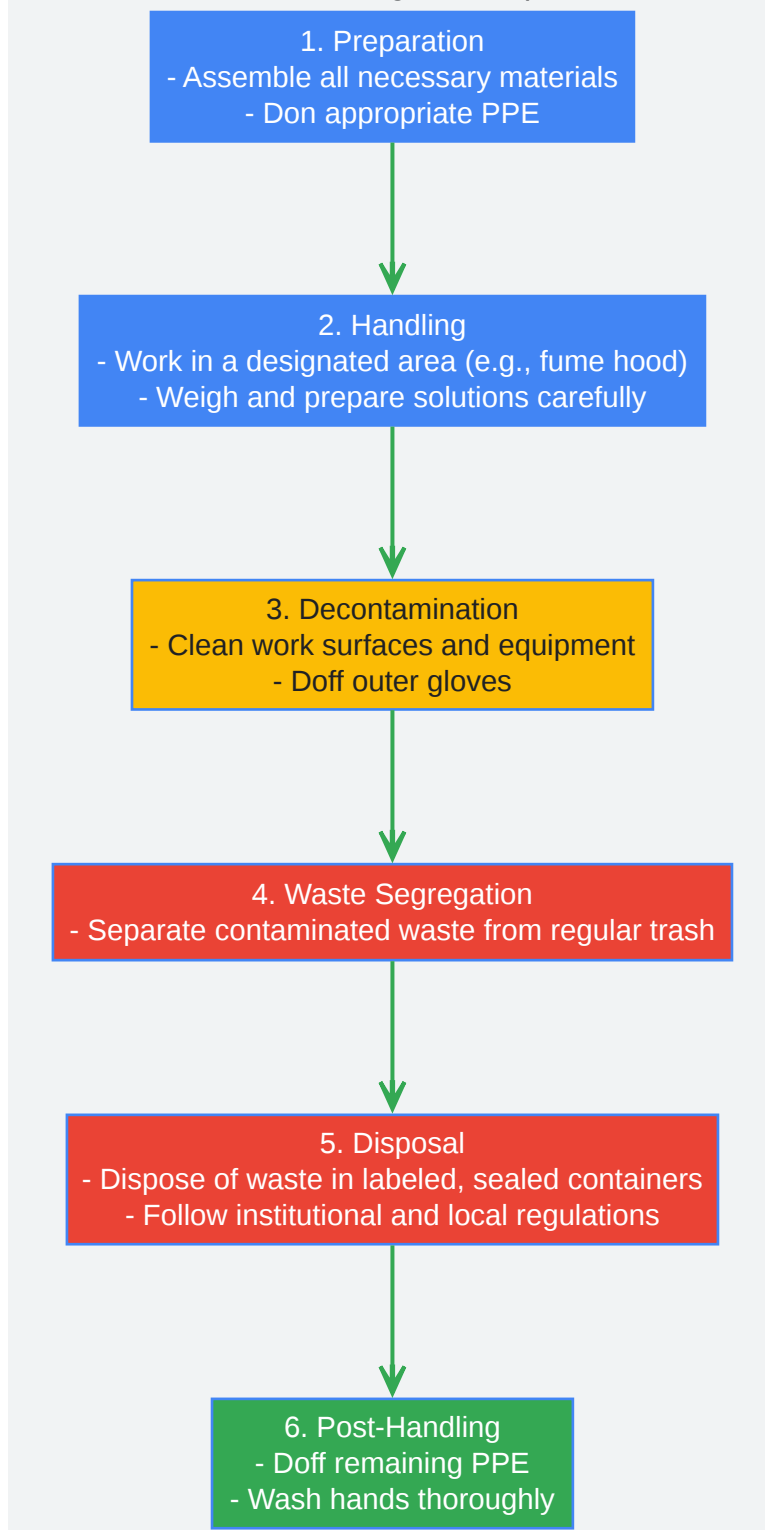 1. Preparation
- Assemble all necessary materials
- Don appropriate PPE
2. Handling
- Work in a designated area (e.g., fume hood)
- Weigh and prepare solutions carefully
3. Decontamination
- Clean work surfaces and equipment
- Doff outer gloves
4. Waste Segregation
- Separate contaminated waste from regular trash
5. Disposal
- Dispose of waste in labeled, sealed containers
- Follow institutional and local regulations
6. Post-Handling
- Doff remaining PPE
- Wash hands thoroughly